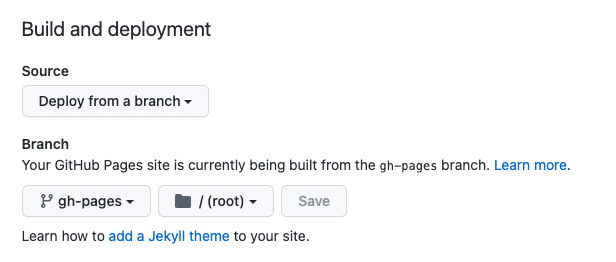 Build and deployment
Source
Deploy from a branch
Branch
Your GitHub Pages site is currently being built from the gh-pages branch. Learn more.
gh-pages / (root) Save
Learn how to add a Jekyll theme to your site.